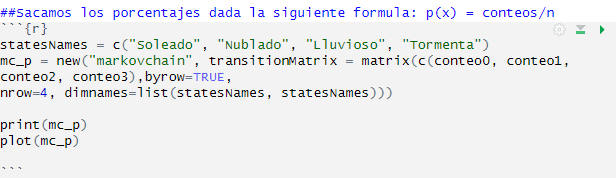 ##Sacamos los porcentajes dada la siguiente formula: p(x) = conteos/n
```{r}
statesNames = c("Soleado", "Nublado", "Lluvioso", "Tormenta")
mc_p = new("markovchain", transitionMatrix = matrix(c(conteo0, conteo1,
conteo2, conteo3),byrow=TRUE,
nrow=4, dimnames=list(statesNames, statesNames)))
print(mc_p)
plot(mc_p)
```